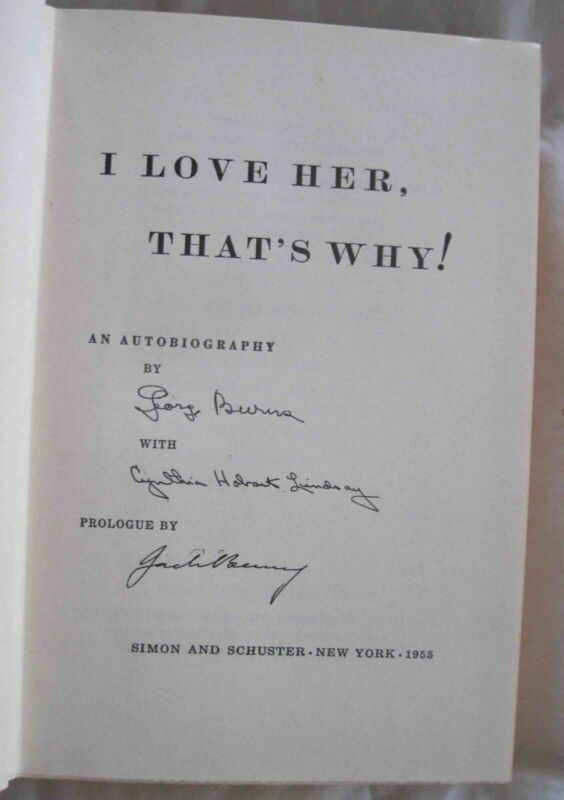 I LOVE HER,
THAT'S WHY!
AN AUTOBIOGRAPHY
BY
George Burns
WITH
Cynthia Hobart Lindsay
PROLOGUE BY
Jack Benny
SIMON AND SCHUSTER · NEW YORK · 1955